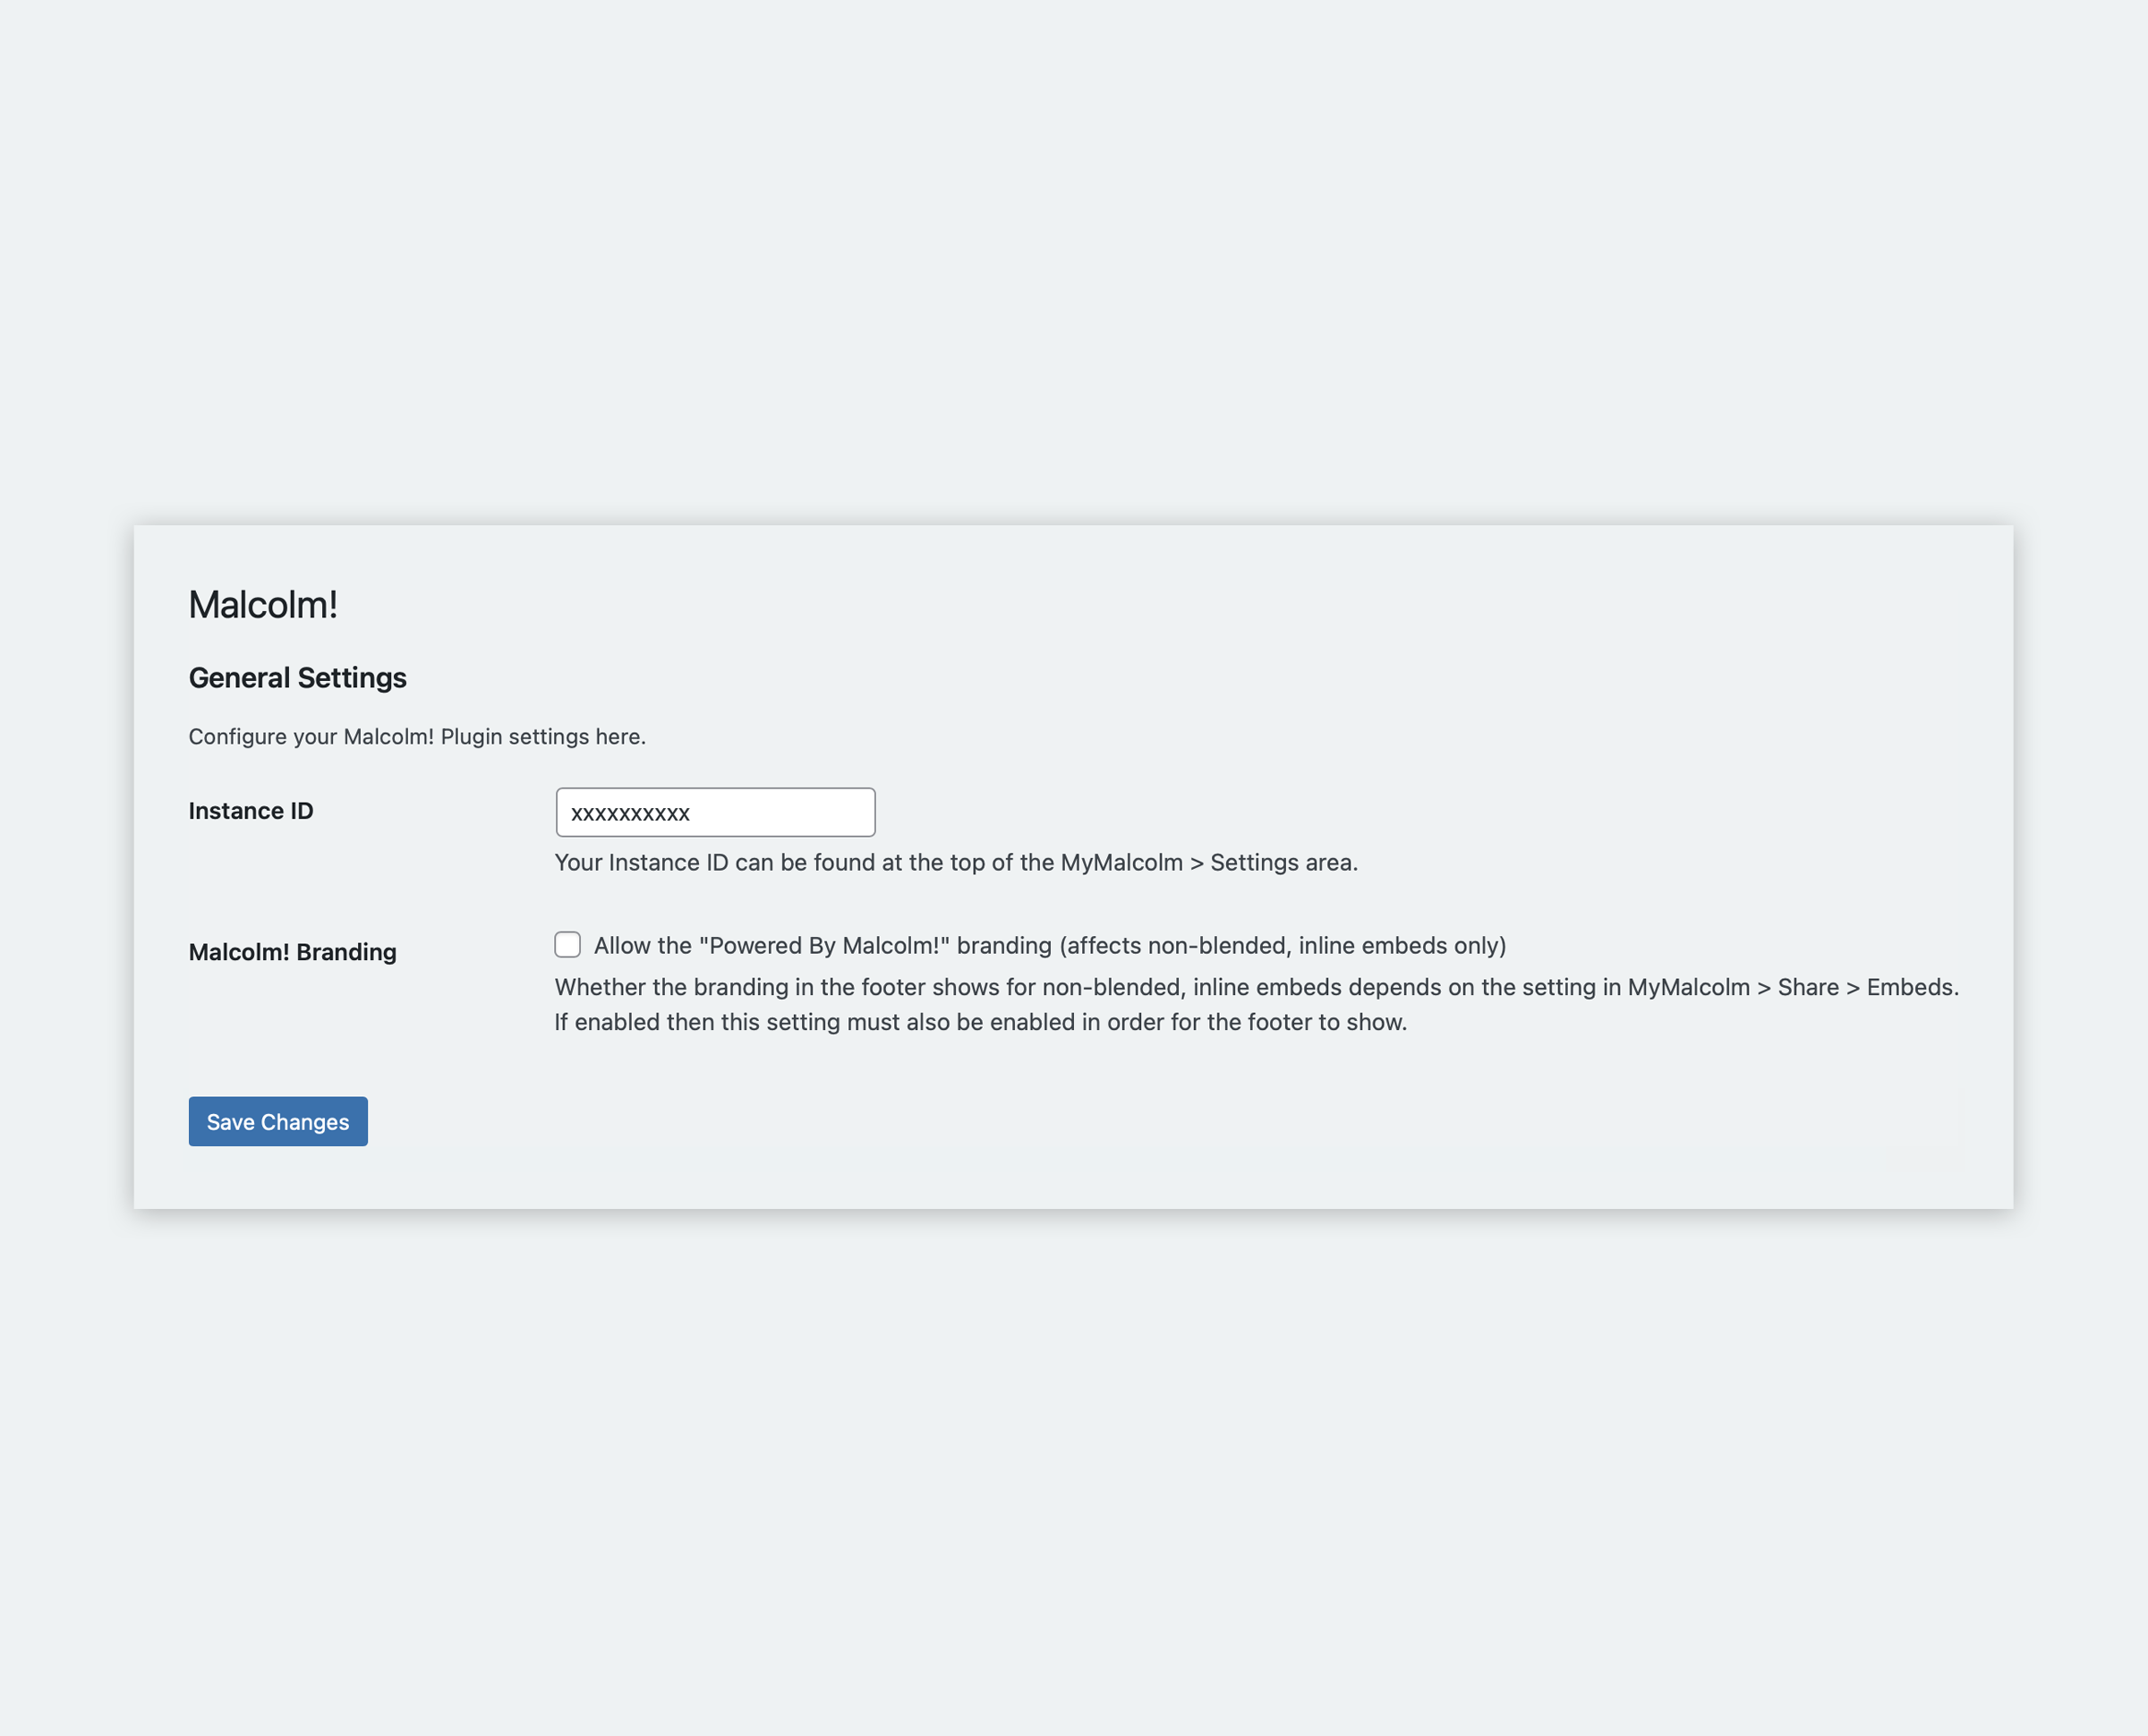 Malcolm!
General Settings
Configure your Malcolm! Plugin settings here.
Instance ID
xxxxxxxxxx
Your Instance ID can be found at the top of the MyMalcolm > Settings area.
Malcolm! Branding
Allow the "Powered By Malcolm!" branding (affects non-blended, inline embeds only)
Whether the branding in the footer shows for non-blended, inline embeds depends on the setting in MyMalcolm > Share > Embeds.
If enabled then this setting must also be enabled in order for the footer to show.
Save Changes